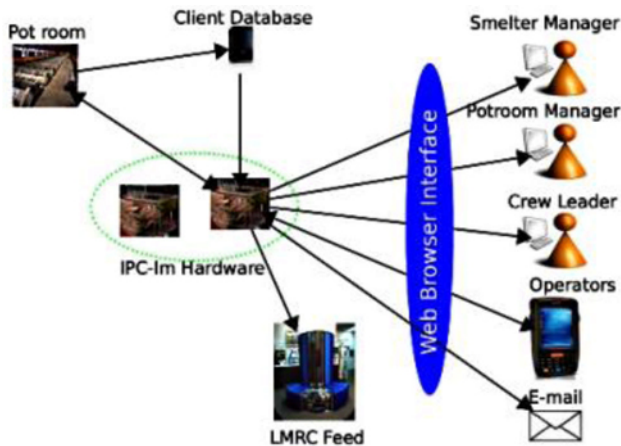 Client Database
Pot room
Smelter Manager
Potroom Manager
Crew Leader
Operators
E-mail
Web Browser Interface
IPC-Im Hardware
LMRC Feed